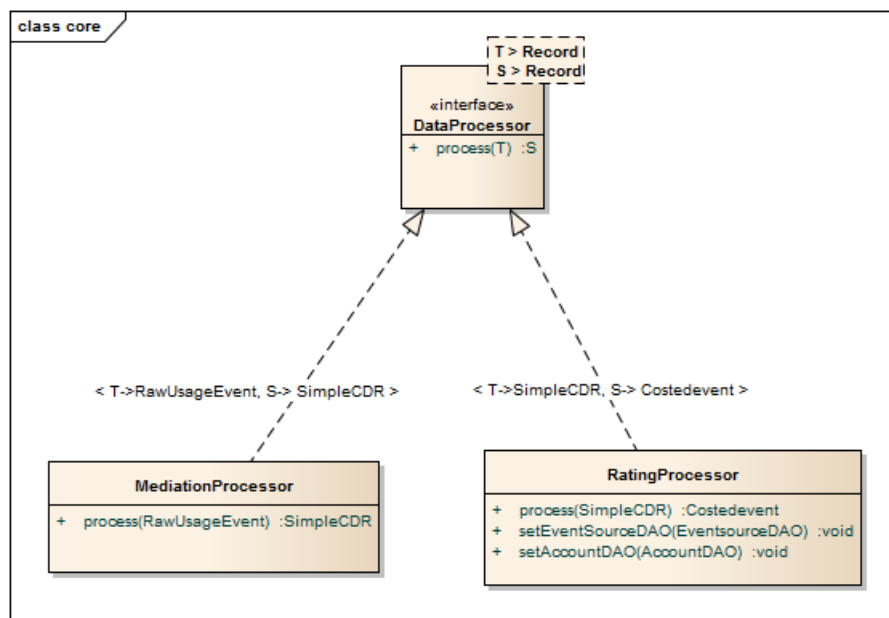 class core
T > Record
S > Record
«interface»
DataProcessor
+ process(T) :S
< T->RawUsageEvent, S-> SimpleCDR >
< T->SimpleCDR, S-> Costedevent >
MediationProcessor
+ process(RawUsageEvent) :SimpleCDR
RatingProcessor
+ process(SimpleCDR) :Costedevent
+ setEventSourceDAO(EventsourceDAO) :void
+ setAccountDAO(AccountDAO) :void